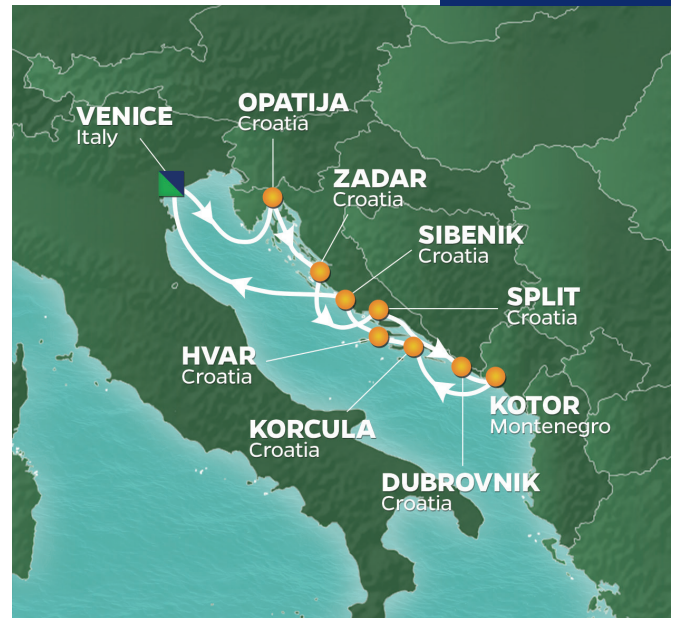 OPATIJA
Croatia
VENICE
Italy
ZADAR
Croatia
SIBENIK
Croatia
SPLIT
Croatia
HVAR
Croatia
KOTOR
Montenegro
KORCULA
Croatia
DUBROVNIK
Croatia